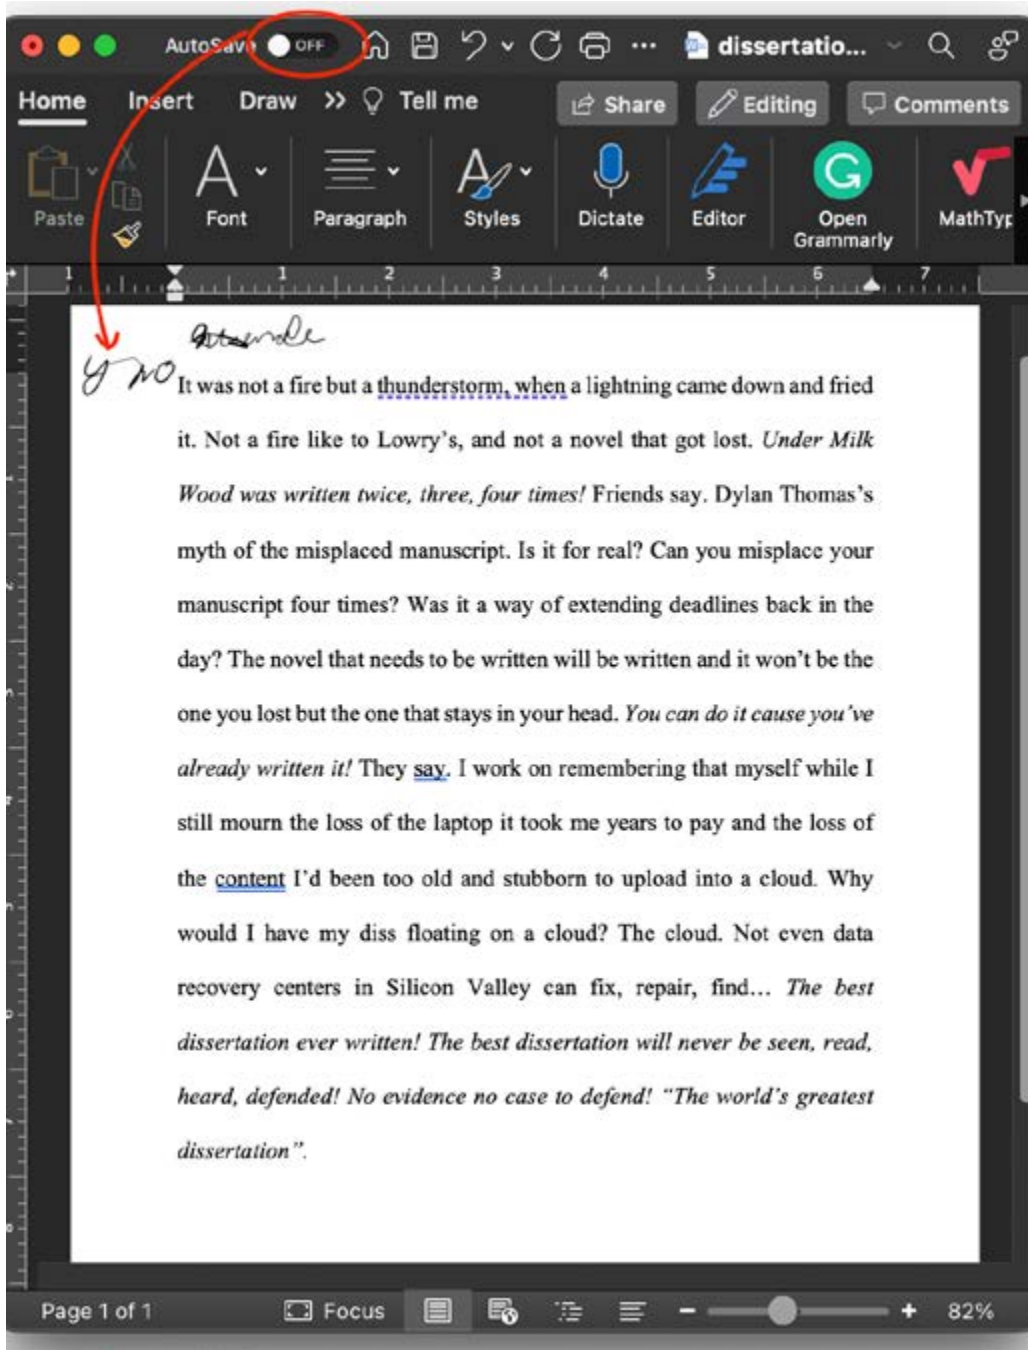 AutoSave OFF dissertatio...
Home Insert Draw >> Tell me Share Editing Comments
Paste Font Paragraph Styles Dictate Editor Open Grammarly MathTyp
1 1 2 3 4 5 6 7
y no
It was not a fire but a thunderstorm, when a lightning came down and fried
it. Not a fire like to Lowry's, and not a novel that got lost. Under Milk
Wood was written twice, three, four times! Friends say. Dylan Thomas's
myth of the misplaced manuscript. Is it for real? Can you misplace your
manuscript four times? Was it a way of extending deadlines back in the
day? The novel that needs to be written will be written and it won't be the
one you lost but the one that stays in your head. You can do it cause you've
already written it! They say. I work on remembering that myself while I
still mourn the loss of the laptop it took me years to pay and the loss of
the content I'd been too old and stubborn to upload into a cloud. Why
would I have my diss floating on a cloud? The cloud. Not even data
recovery centers in Silicon Valley can fix, repair, find… The best
dissertation ever written! The best dissertation will never be seen, read,
heard, defended! No evidence no case to defend! "The world's greatest
dissertation".
Page 1 of 1 Focus 82%